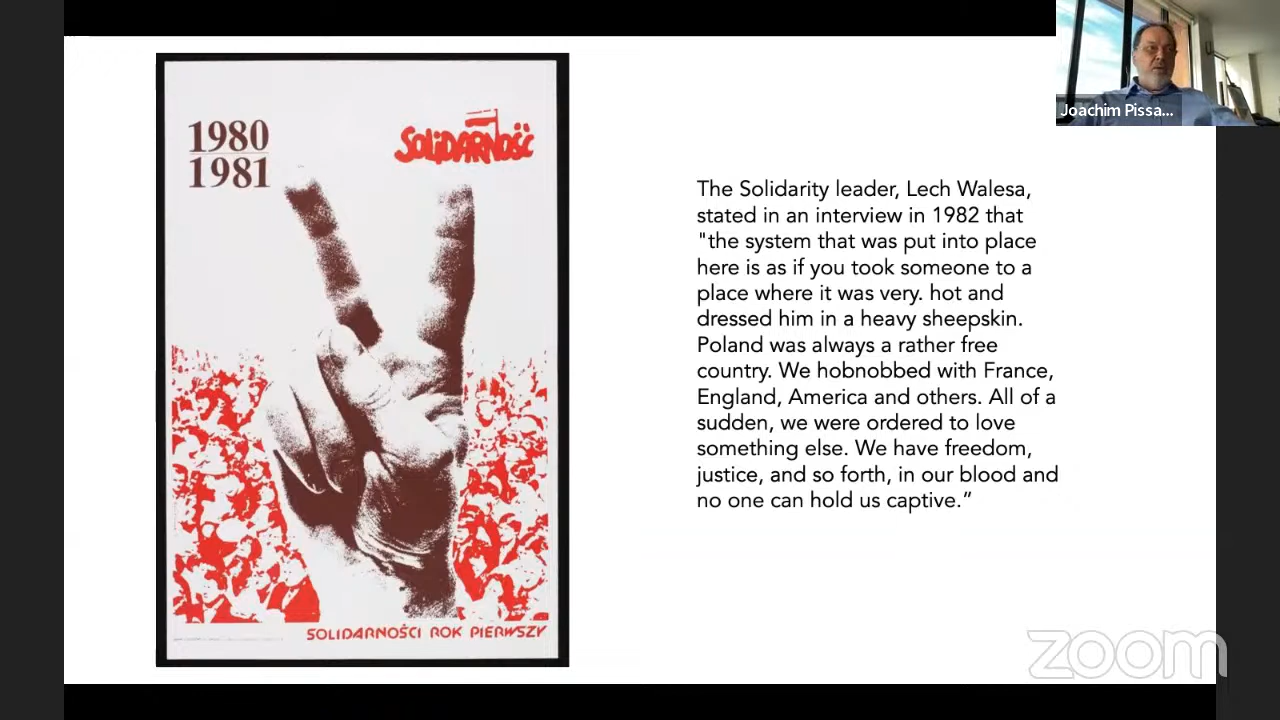 1980
1981
SOLIDARNOŚĆ
SOLIDARNOŚCI ROK PIERWSZY
The Solidarity leader, Lech Walesa,
stated in an interview in 1982 that
"the system that was put into place
here is as if you took someone to a
place where it was very. hot and
dressed him in a heavy sheepskin.
Poland was always a rather free
country. We hobnobbed with France,
England, America and others. All of a
sudden, we were ordered to love
something else. We have freedom,
justice, and so forth, in our blood and
no one can hold us captive.”
Joachim Pissa...
zoom